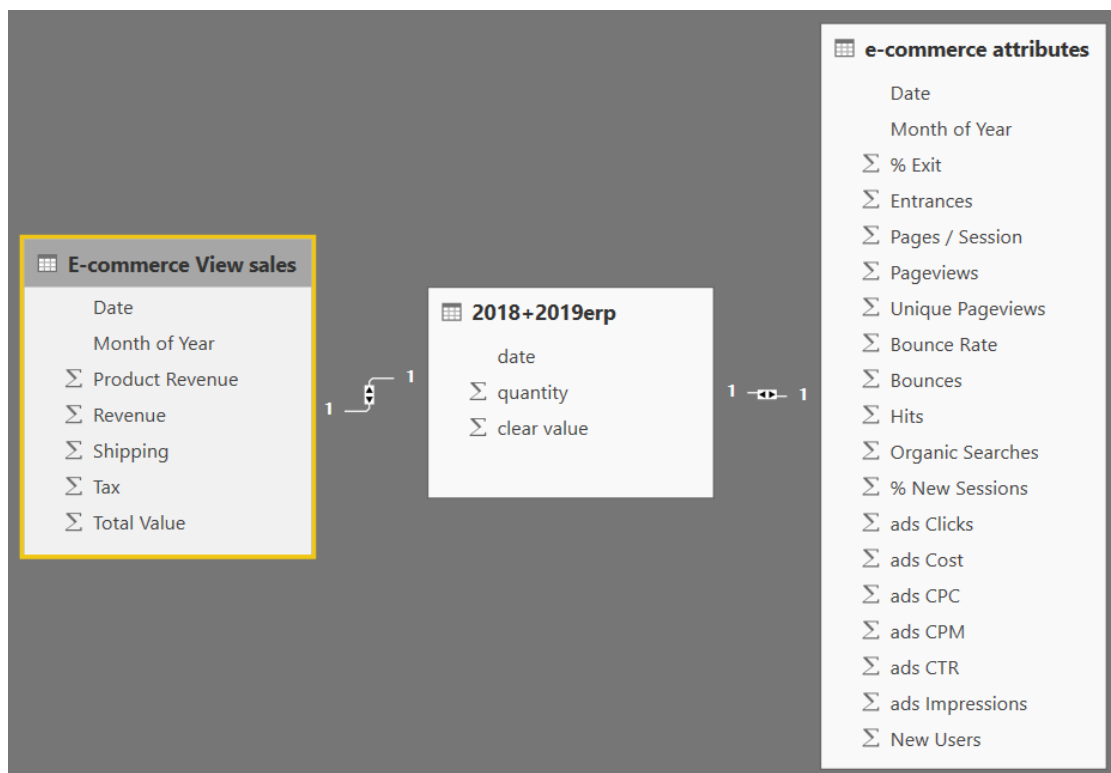 E-commerce View sales
Date
Month of Year
Σ Product Revenue
Σ Revenue
Σ Shipping
Σ Tax
Σ Total Value
1
1
2018+2019erp
date
Σ quantity
Σ clear value
1
1
e-commerce attributes
Date
Month of Year
Σ % Exit
Σ Entrances
Σ Pages / Session
Σ Pageviews
Σ Unique Pageviews
Σ Bounce Rate
Σ Bounces
Σ Hits
Σ Organic Searches
Σ % New Sessions
Σ ads Clicks
Σ ads Cost
Σ ads CPC
Σ ads CPM
Σ ads CTR
Σ ads Impressions
Σ New Users